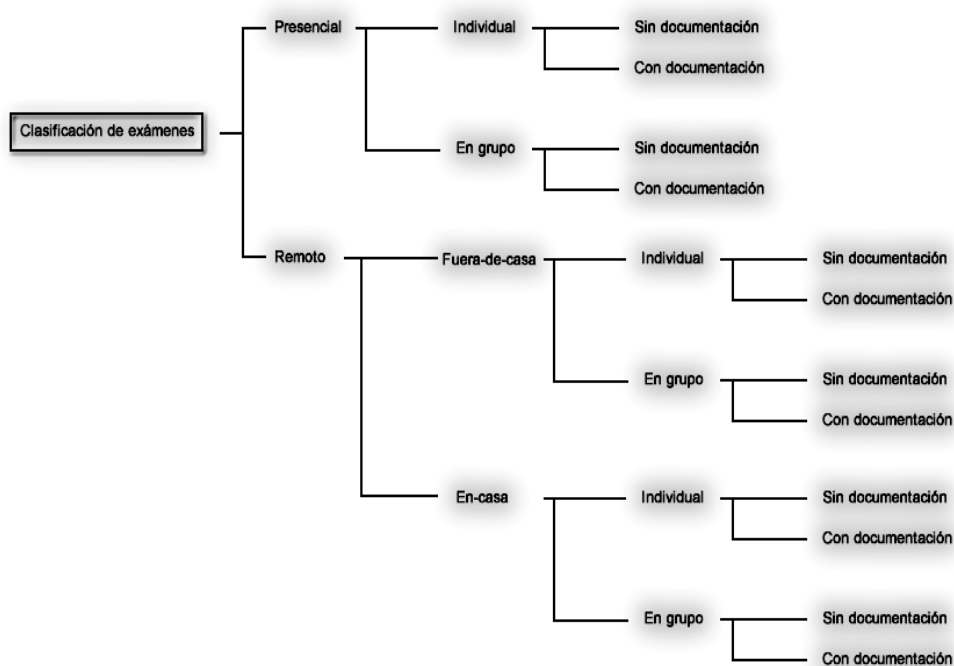 Presencial
Individual
Sin documentación
Con documentación
Clasificación de exámenes
En grupo
Sin documentación
Con documentación
Remoto
Fuera-de-casa
Individual
Sin documentación
Con documentación
En grupo
Sin documentación
Con documentación
En-casa
Individual
Sin documentación
Con documentación
En grupo
Sin documentación
Con documentación